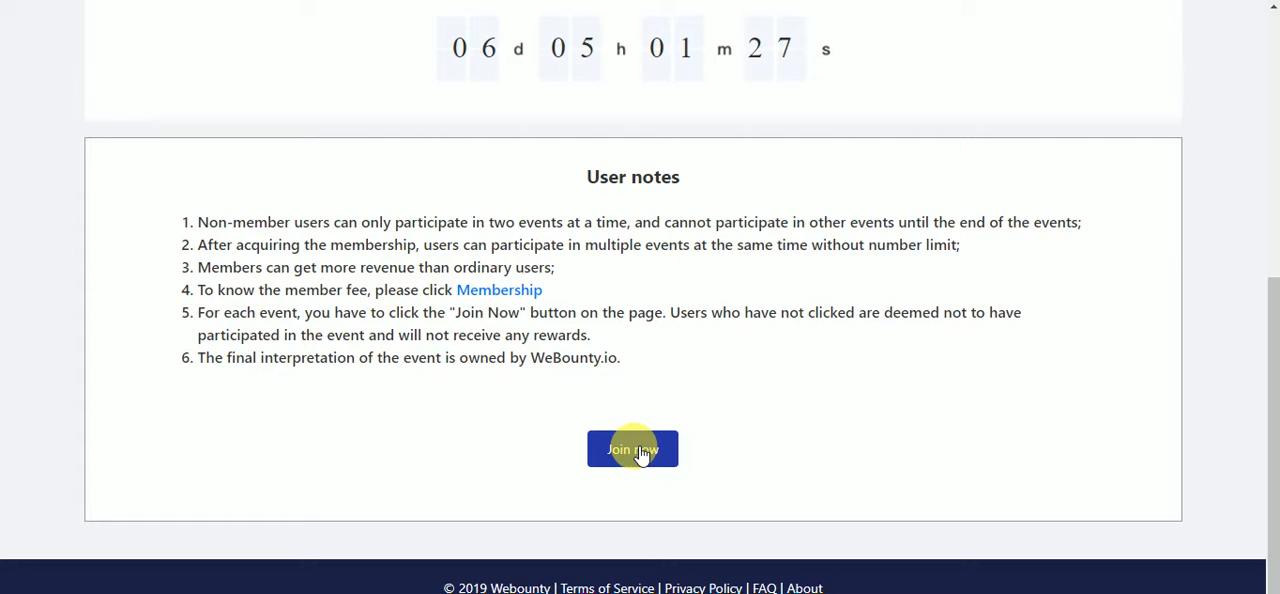 06 d 05 h 01 m 27 s
User notes
1. Non-member users can only participate in two events at a time, and cannot participate in other events until the end of the events;
2. After acquiring the membership, users can participate in multiple events at the same time without number limit;
3. Members can get more revenue than ordinary users;
4. To know the member fee, please click Membership
5. For each event, you have to click the "Join Now" button on the page. Users who have not clicked are deemed not to have
participated in the event and will not receive any rewards.
6. The final interpretation of the event is owned by WeBounty.io.
Join now
© 2019 Webounty | Terms of Service | Privacy Policy | FAQ | About